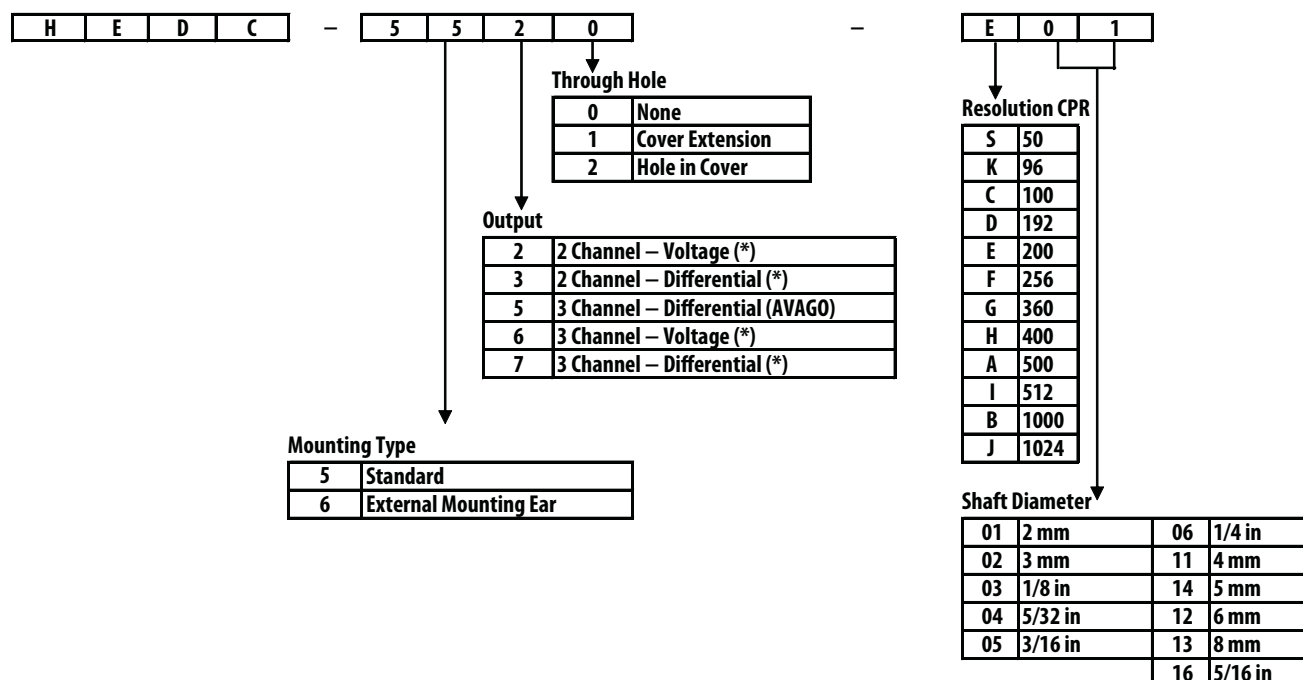 H E D C – 5 5 2 0 – E 0 1
Through Hole
0 None
1 Cover Extension
2 Hole in Cover
Output
2 2 Channel – Voltage (*)
3 2 Channel – Differential (*)
5 3 Channel – Differential (AVAGO)
6 3 Channel – Voltage (*)
7 3 Channel – Differential (*)
Mounting Type
5 Standard
6 External Mounting Ear
Resolution CPR
S 50
K 96
C 100
D 192
E 200
F 256
G 360
H 400
A 500
I 512
B 1000
J 1024
Shaft Diameter
01 2 mm 06 1/4 in
02 3 mm 11 4 mm
03 1/8 in 14 5 mm
04 5/32 in 12 6 mm
05 3/16 in 13 8 mm
16 5/16 in